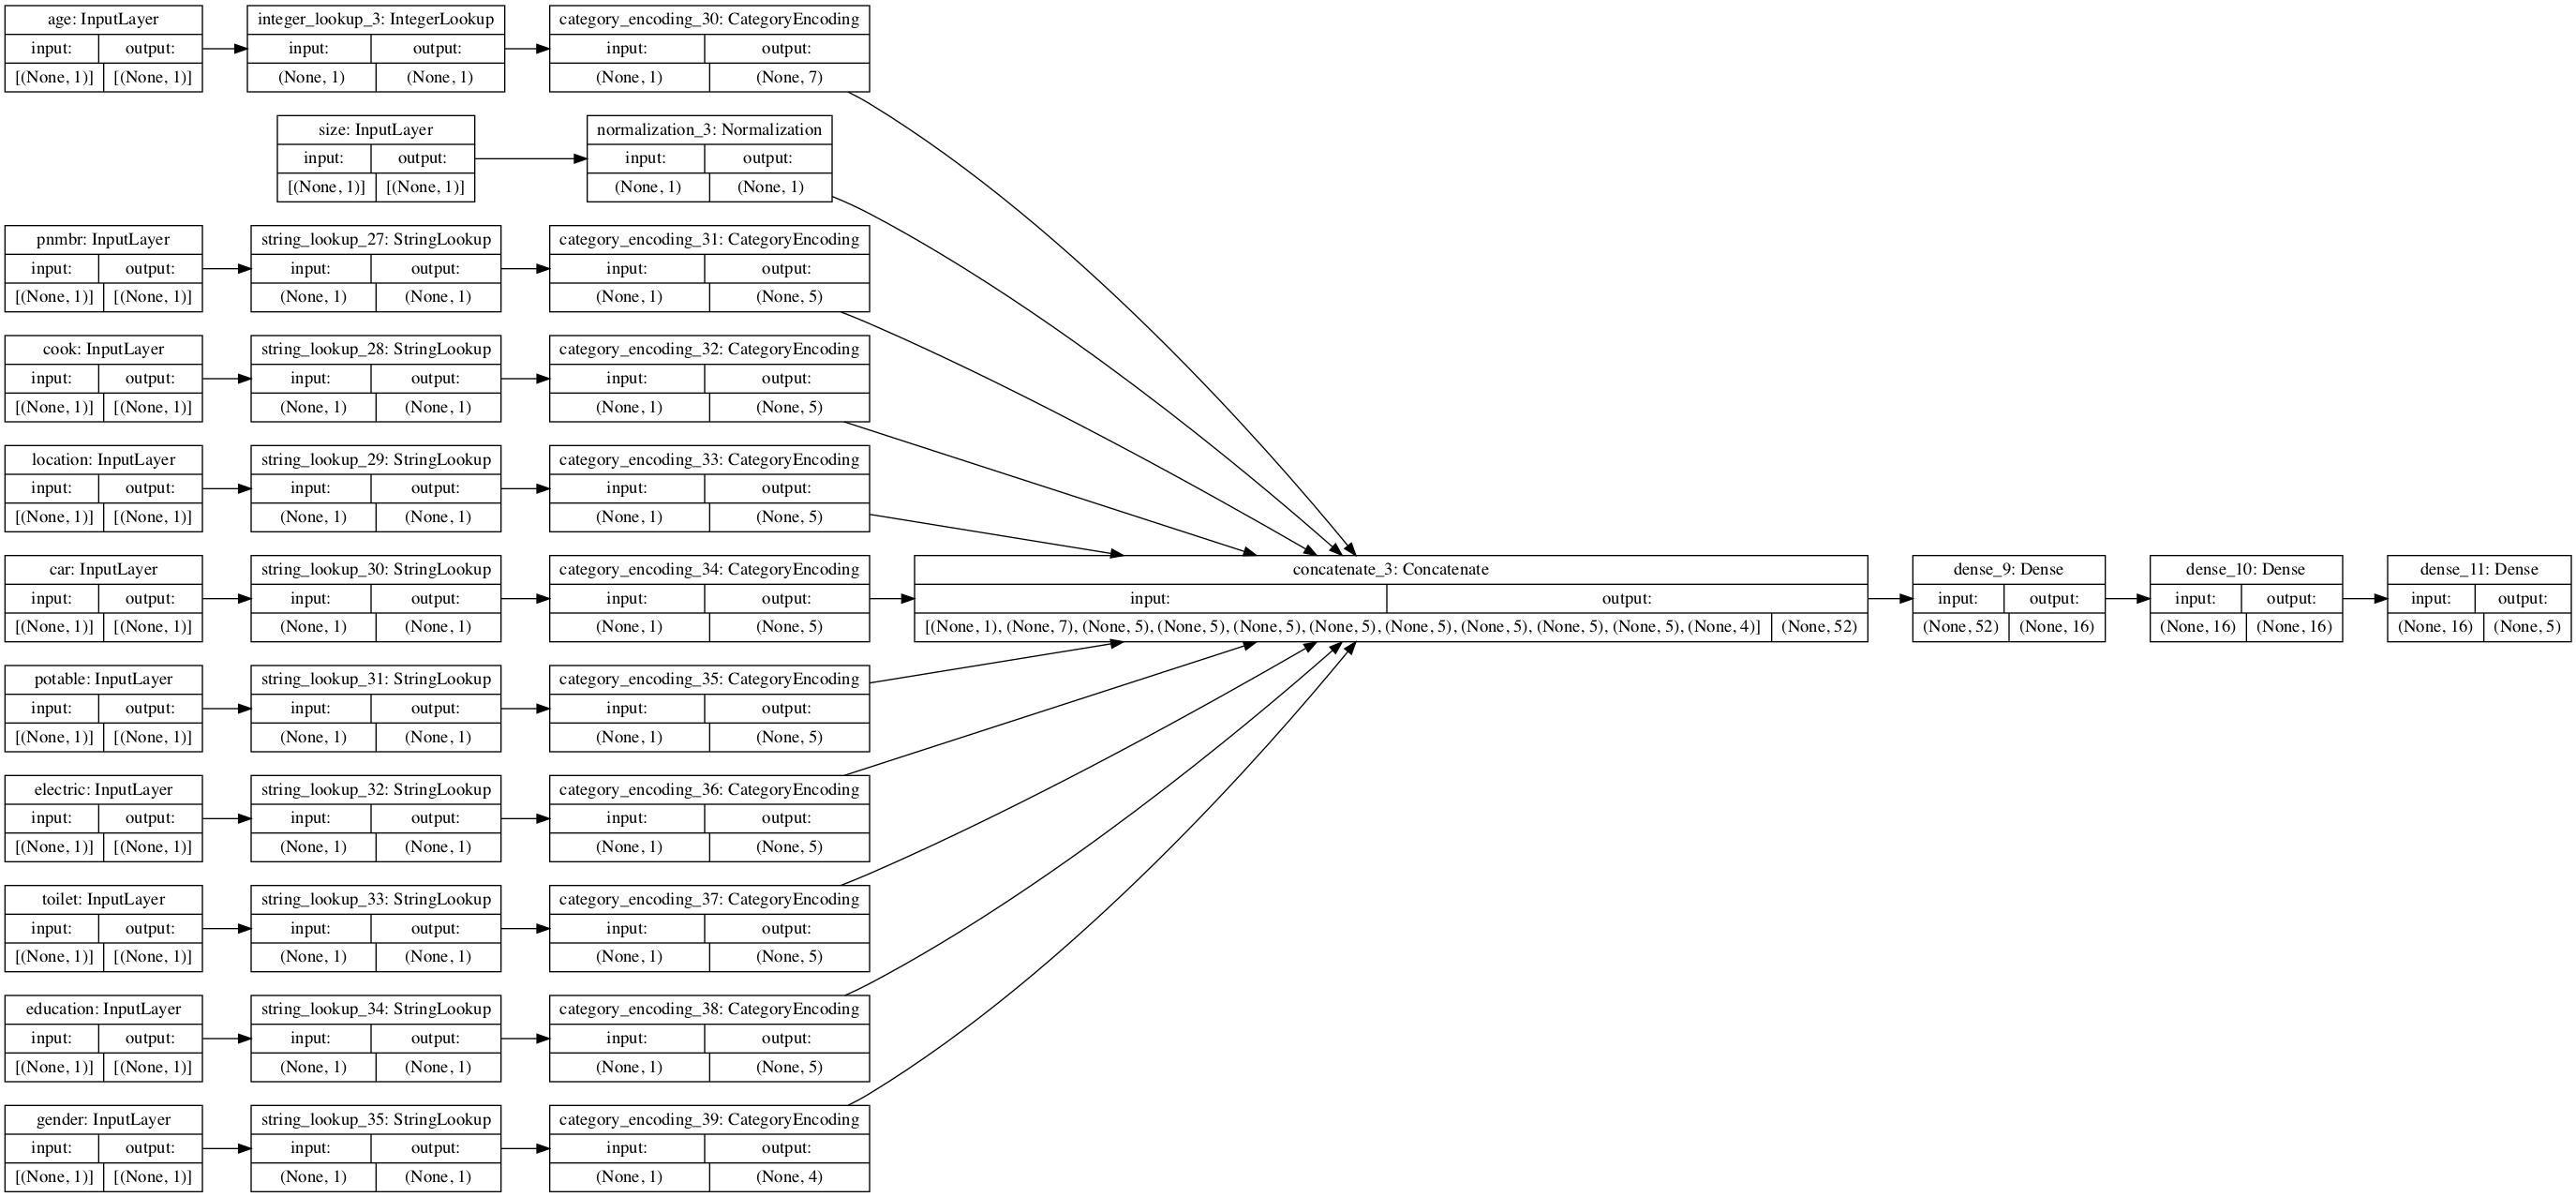 age: InputLayer
input: output:
[(None, 1)] [(None, 1)]
integer_lookup_3: IntegerLookup
input: output:
(None, 1) (None, 1)
category_encoding_30: CategoryEncoding
input: output:
(None, 1) (None, 7)
size: InputLayer
input: output:
[(None, 1)] [(None, 1)]
normalization_3: Normalization
input: output:
(None, 1) (None, 1)
pnmbr: InputLayer
input: output:
[(None, 1)] [(None, 1)]
string_lookup_27: StringLookup
input: output:
(None, 1) (None, 1)
category_encoding_31: CategoryEncoding
input: output:
(None, 1) (None, 5)
cook: InputLayer
input: output:
[(None, 1)] [(None, 1)]
string_lookup_28: StringLookup
input: output:
(None, 1) (None, 1)
category_encoding_32: CategoryEncoding
input: output:
(None, 1) (None, 5)
location: InputLayer
input: output:
[(None, 1)] [(None, 1)]
string_lookup_29: StringLookup
input: output:
(None, 1) (None, 1)
category_encoding_33: CategoryEncoding
input: output:
(None, 1) (None, 5)
car: InputLayer
input: output:
[(None, 1)] [(None, 1)]
string_lookup_30: StringLookup
input: output:
(None, 1) (None, 1)
category_encoding_34: CategoryEncoding
input: output:
(None, 1) (None, 5)
concatenate_3: Concatenate
input: output:
[(None, 1), (None, 7), (None, 5), (None, 5), (None, 5), (None, 5), (None, 5), (None, 5), (None, 5), (None, 5), (None, 4)] (None, 52)
dense_9: Dense
input: output:
(None, 52) (None, 16)
dense_10: Dense
input: output:
(None, 16) (None, 16)
dense_11: Dense
input: output:
(None, 16) (None, 5)
potable: InputLayer
input: output:
[(None, 1)] [(None, 1)]
string_lookup_31: StringLookup
input: output:
(None, 1) (None, 1)
category_encoding_35: CategoryEncoding
input: output:
(None, 1) (None, 5)
electric: InputLayer
input: output:
[(None, 1)] [(None, 1)]
string_lookup_32: StringLookup
input: output:
(None, 1) (None, 1)
category_encoding_36: CategoryEncoding
input: output:
(None, 1) (None, 5)
toilet: InputLayer
input: output:
[(None, 1)] [(None, 1)]
string_lookup_33: StringLookup
input: output:
(None, 1) (None, 1)
category_encoding_37: CategoryEncoding
input: output:
(None, 1) (None, 5)
education: InputLayer
input: output:
[(None, 1)] [(None, 1)]
string_lookup_34: StringLookup
input: output:
(None, 1) (None, 1)
category_encoding_38: CategoryEncoding
input: output:
(None, 1) (None, 5)
gender: InputLayer
input: output:
[(None, 1)] [(None, 1)]
string_lookup_35: StringLookup
input: output:
(None, 1) (None, 1)
category_encoding_39: CategoryEncoding
input: output:
(None, 1) (None, 4)